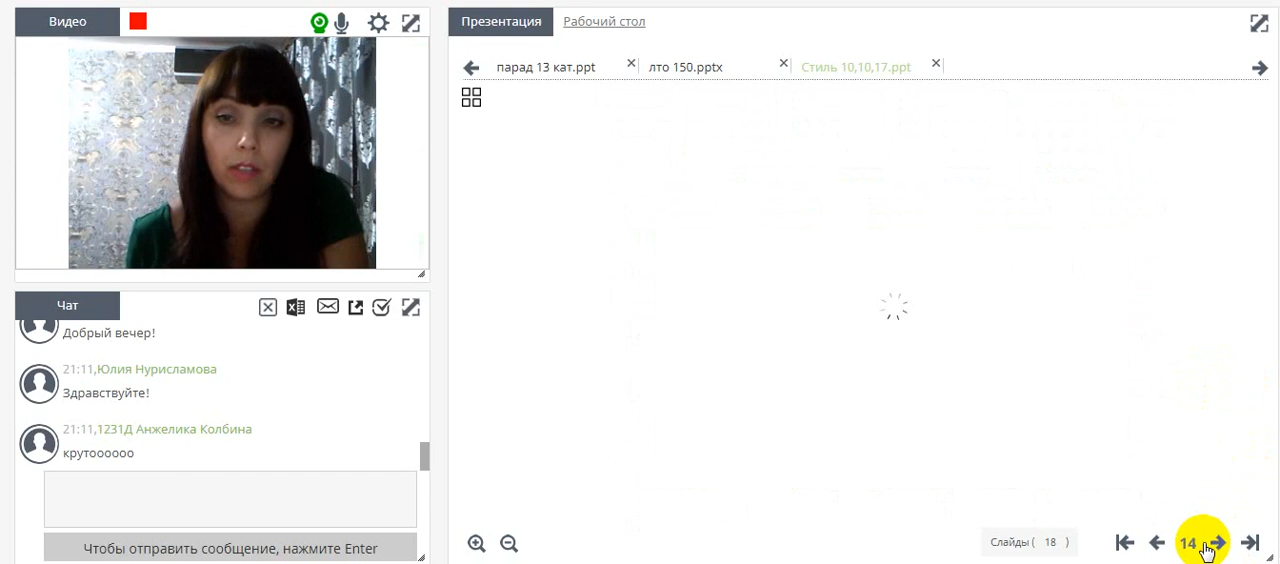 Видео
Презентация
Рабочий стол
парад 13 кат.ppt
лто 150.pptx
Стиль 10,10,17.ppt
Чат
Добрый вечер!
21:11,Юлия Нурисламова
Здравствуйте!
21:11,1231Д Анжелика Колбина
крутоооооо
Чтобы отправить сообщение, нажмите Enter
Слайды ( 18 )
14